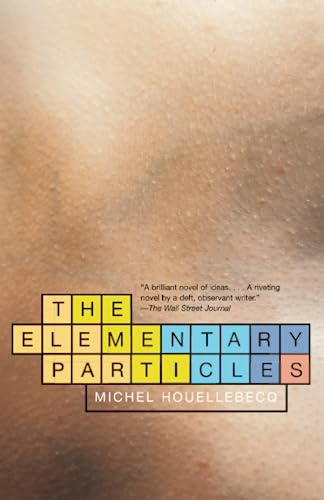 "A brilliant novel of ideas. . . . A riveting
novel by a deft, observant writer."
—The Wall Street Journal
THE
ELEMENTARY
PARTICLES
MICHEL HOUELLEBECQ